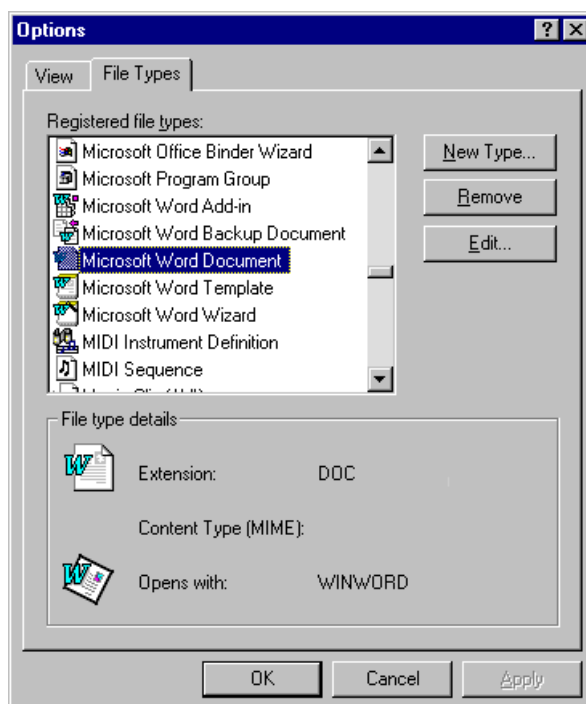 Options
View File Types
Registered file types:
Microsoft Office Binder Wizard
New Type...
Microsoft Program Group
Microsoft Word Add-in
Remove
Microsoft Word Backup Document
Microsoft Word Document
Edit...
Microsoft Word Template
Microsoft Word Wizard
MIDI Instrument Definition
MIDI Sequence
File type details
Extension: DOC
Content Type (MIME):
Opens with: WINWORD
OK Cancel Apply